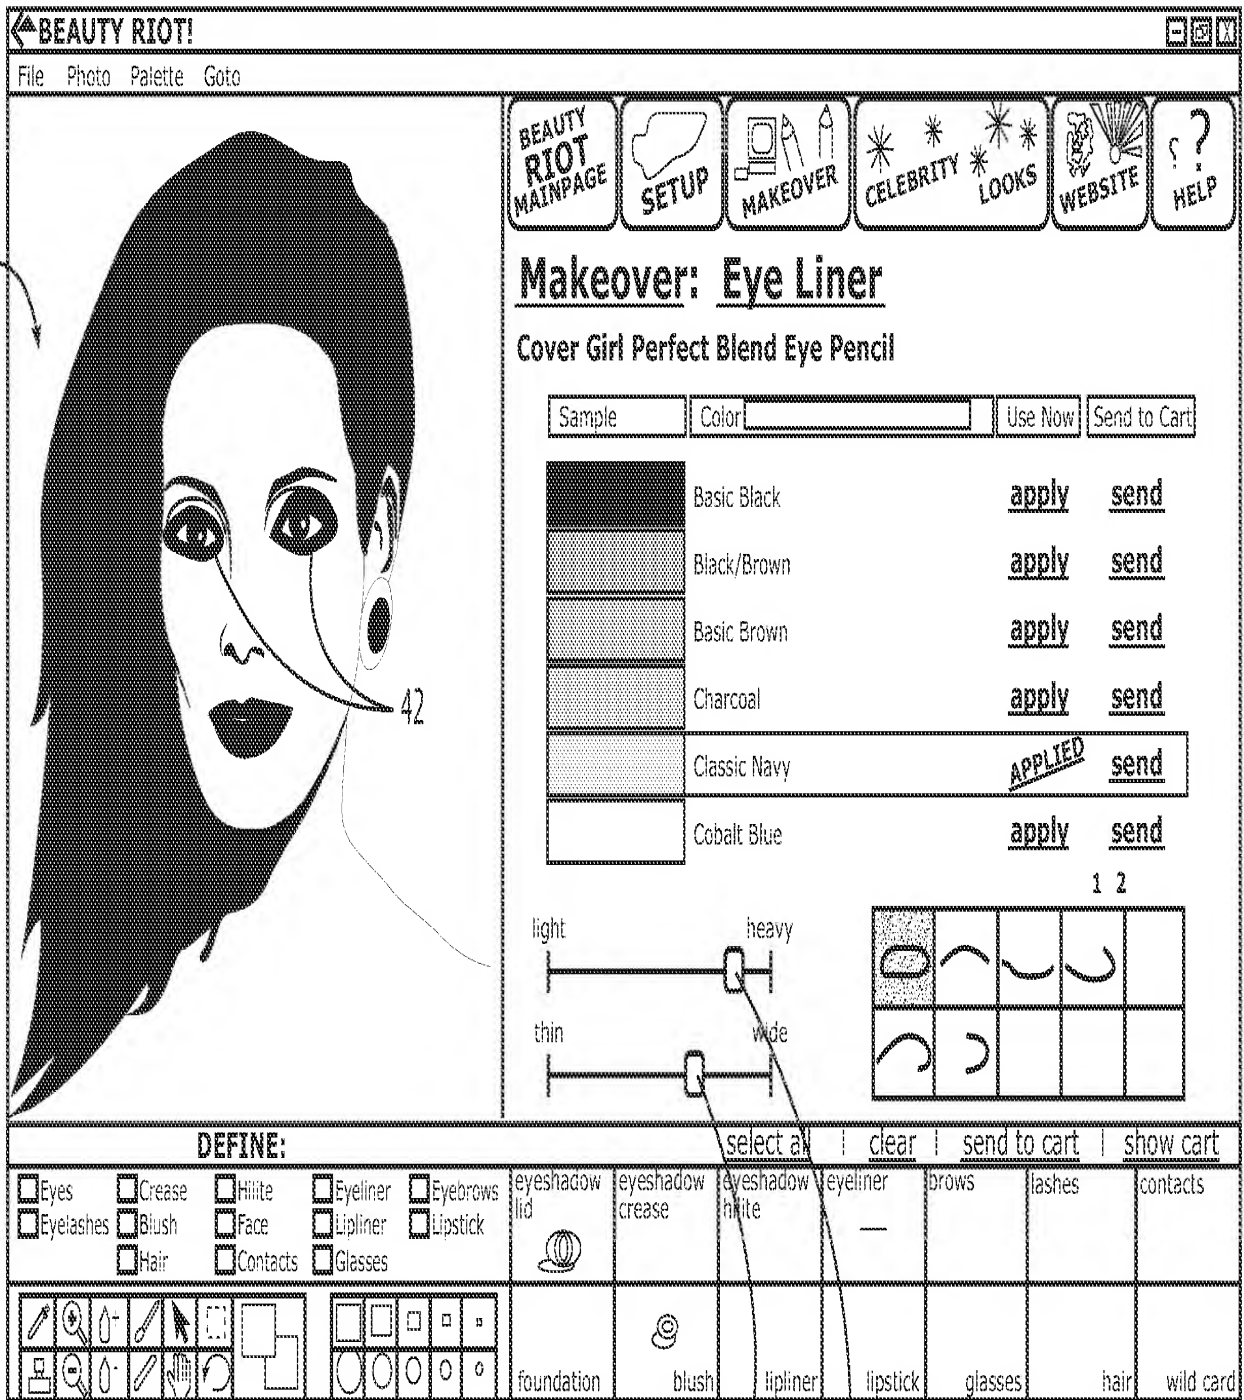 BEAUTY RIOT!
File Photo Palette Goto
BEAUTY RIOT MAINPAGE
SETUP
MAKEOVER
CELEBRITY LOOKS
WEBSITE
HELP
Makeover: Eye Liner
Cover Girl Perfect Blend Eye Pencil
Sample Color Use Now Send to Cart
Basic Black apply send
Black/Brown apply send
Basic Brown apply send
Charcoal apply send
Classic Navy APPLIED send
Cobalt Blue apply send
42
1 2
light heavy
thin wide
DEFINE:
select all clear send to cart show cart
Eyes Crease Hilite Eyeliner Eyebrows
Eyelashes Blush Face Lipliner Lipstick
Hair Contacts Glasses
eyeshadow lid
eyeshadow crease
eyeshadow hilite
eyeliner
brows
lashes
contacts
foundation
blush
lipliner
lipstick
glasses
hair
wild card